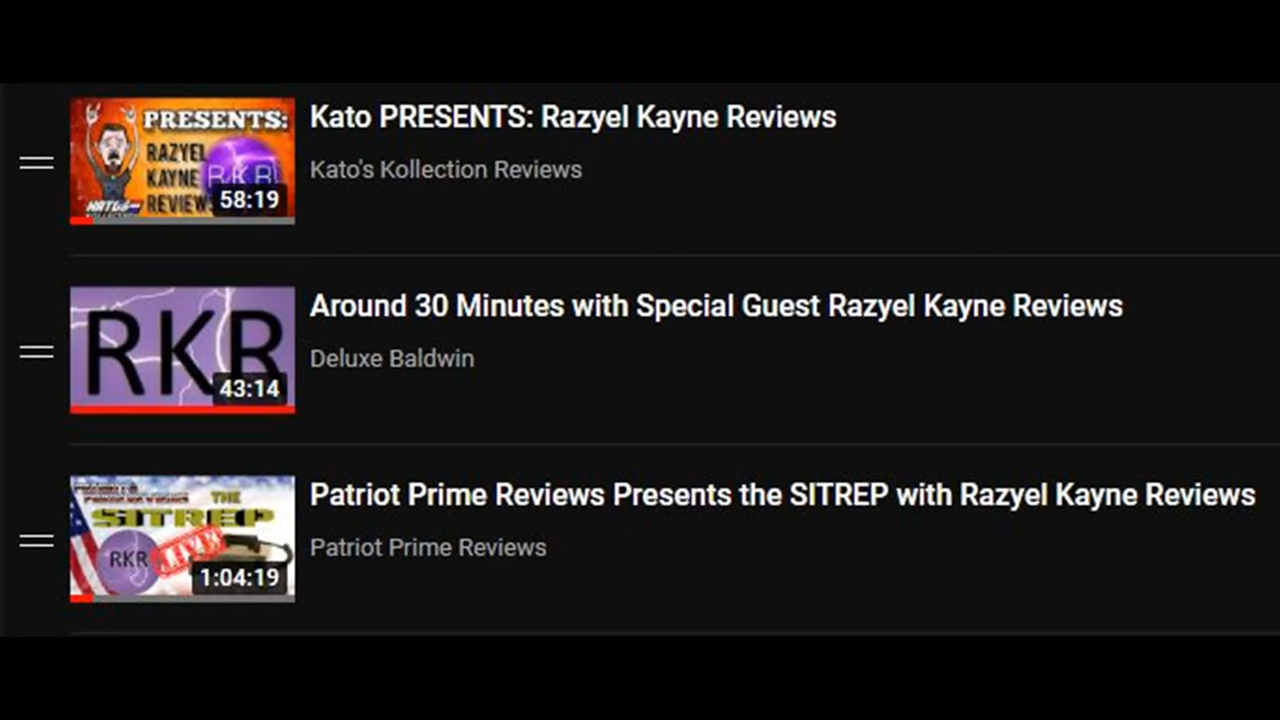 PRESENTS:
RAZYEL
KAYNE
REVIEWS
RKR
58:19
Kato PRESENTS: Razyel Kayne Reviews
Kato's Kollection Reviews
RKR
43:14
Around 30 Minutes with Special Guest Razyel Kayne Reviews
Deluxe Baldwin
THE
SITREP
RKR
LIVE
1:04:19
Patriot Prime Reviews Presents the SITREP with Razyel Kayne Reviews
Patriot Prime Reviews